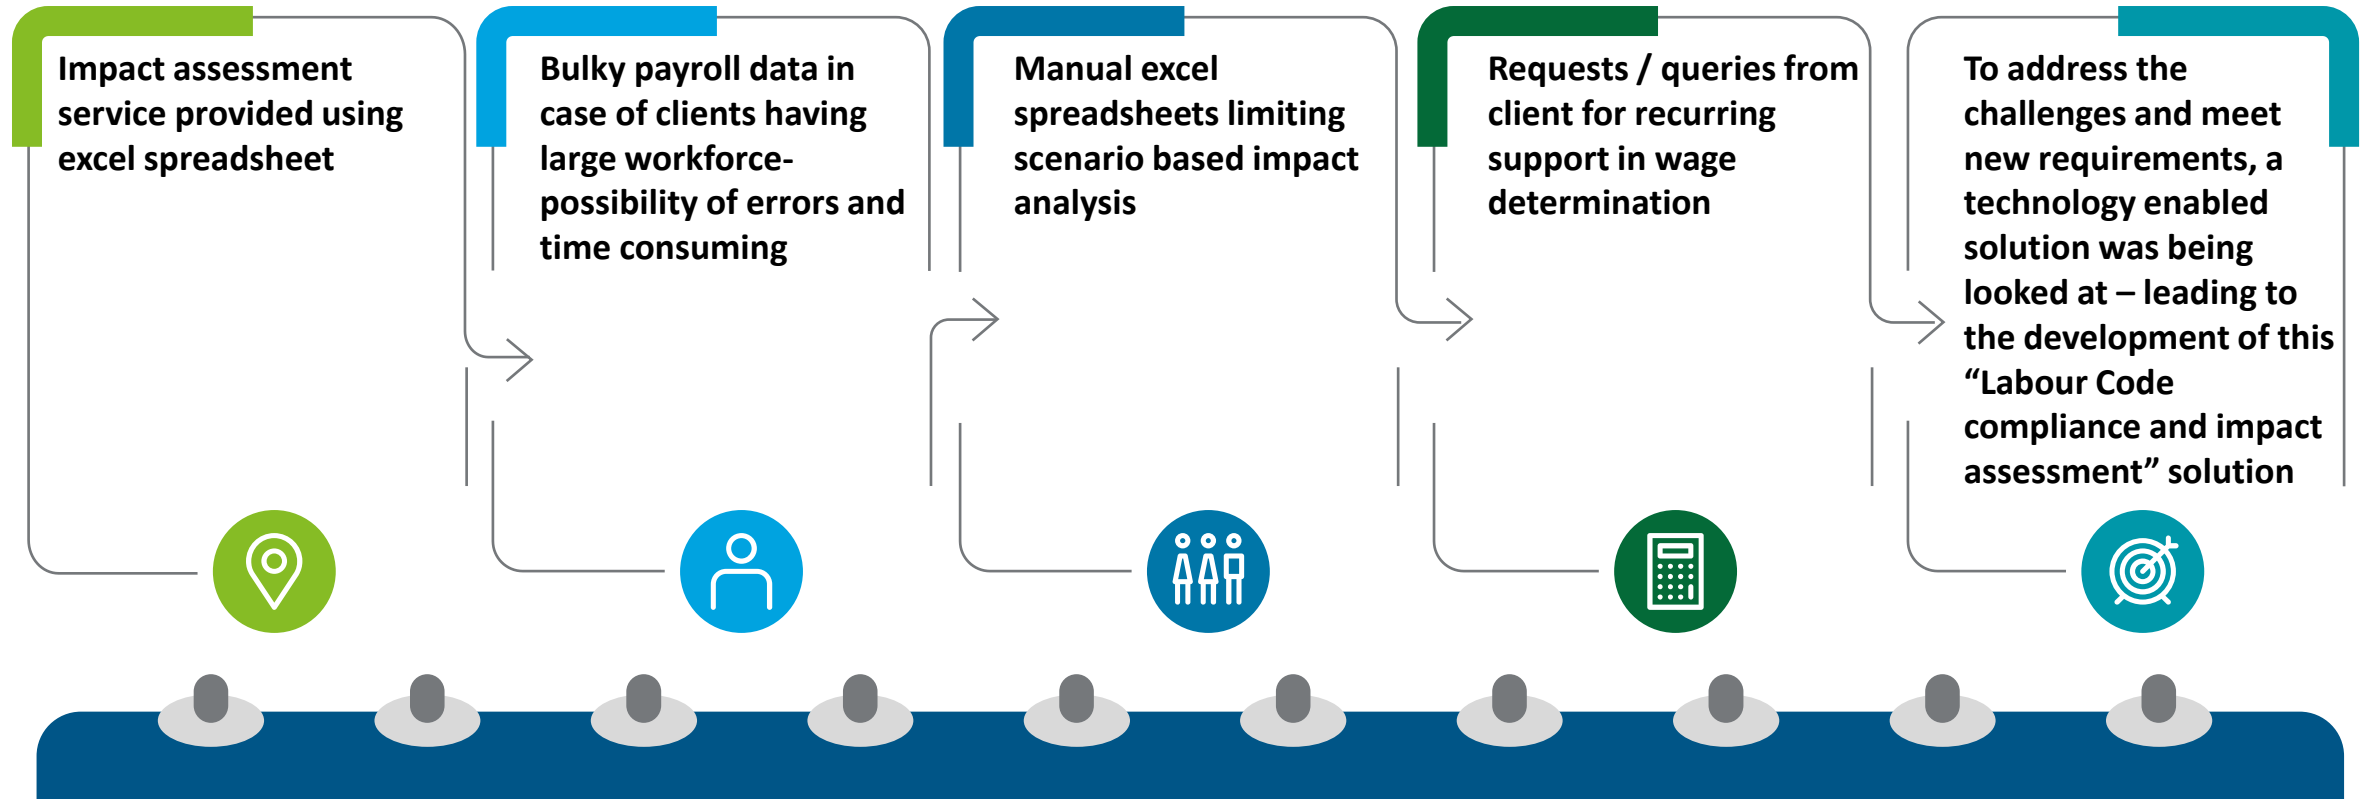 Impact assessment
service provided using
excel spreadsheet
Bulky payroll data in
case of clients having
large workforce-
possibility of errors and
time consuming
Manual excel
spreadsheets limiting
scenario based impact
analysis
Requests / queries from
client for recurring
support in wage
determination
To address the
challenges and meet
new requirements, a
technology enabled
solution was being
looked at – leading to
the development of this
“Labour Code
compliance and impact
assessment” solution